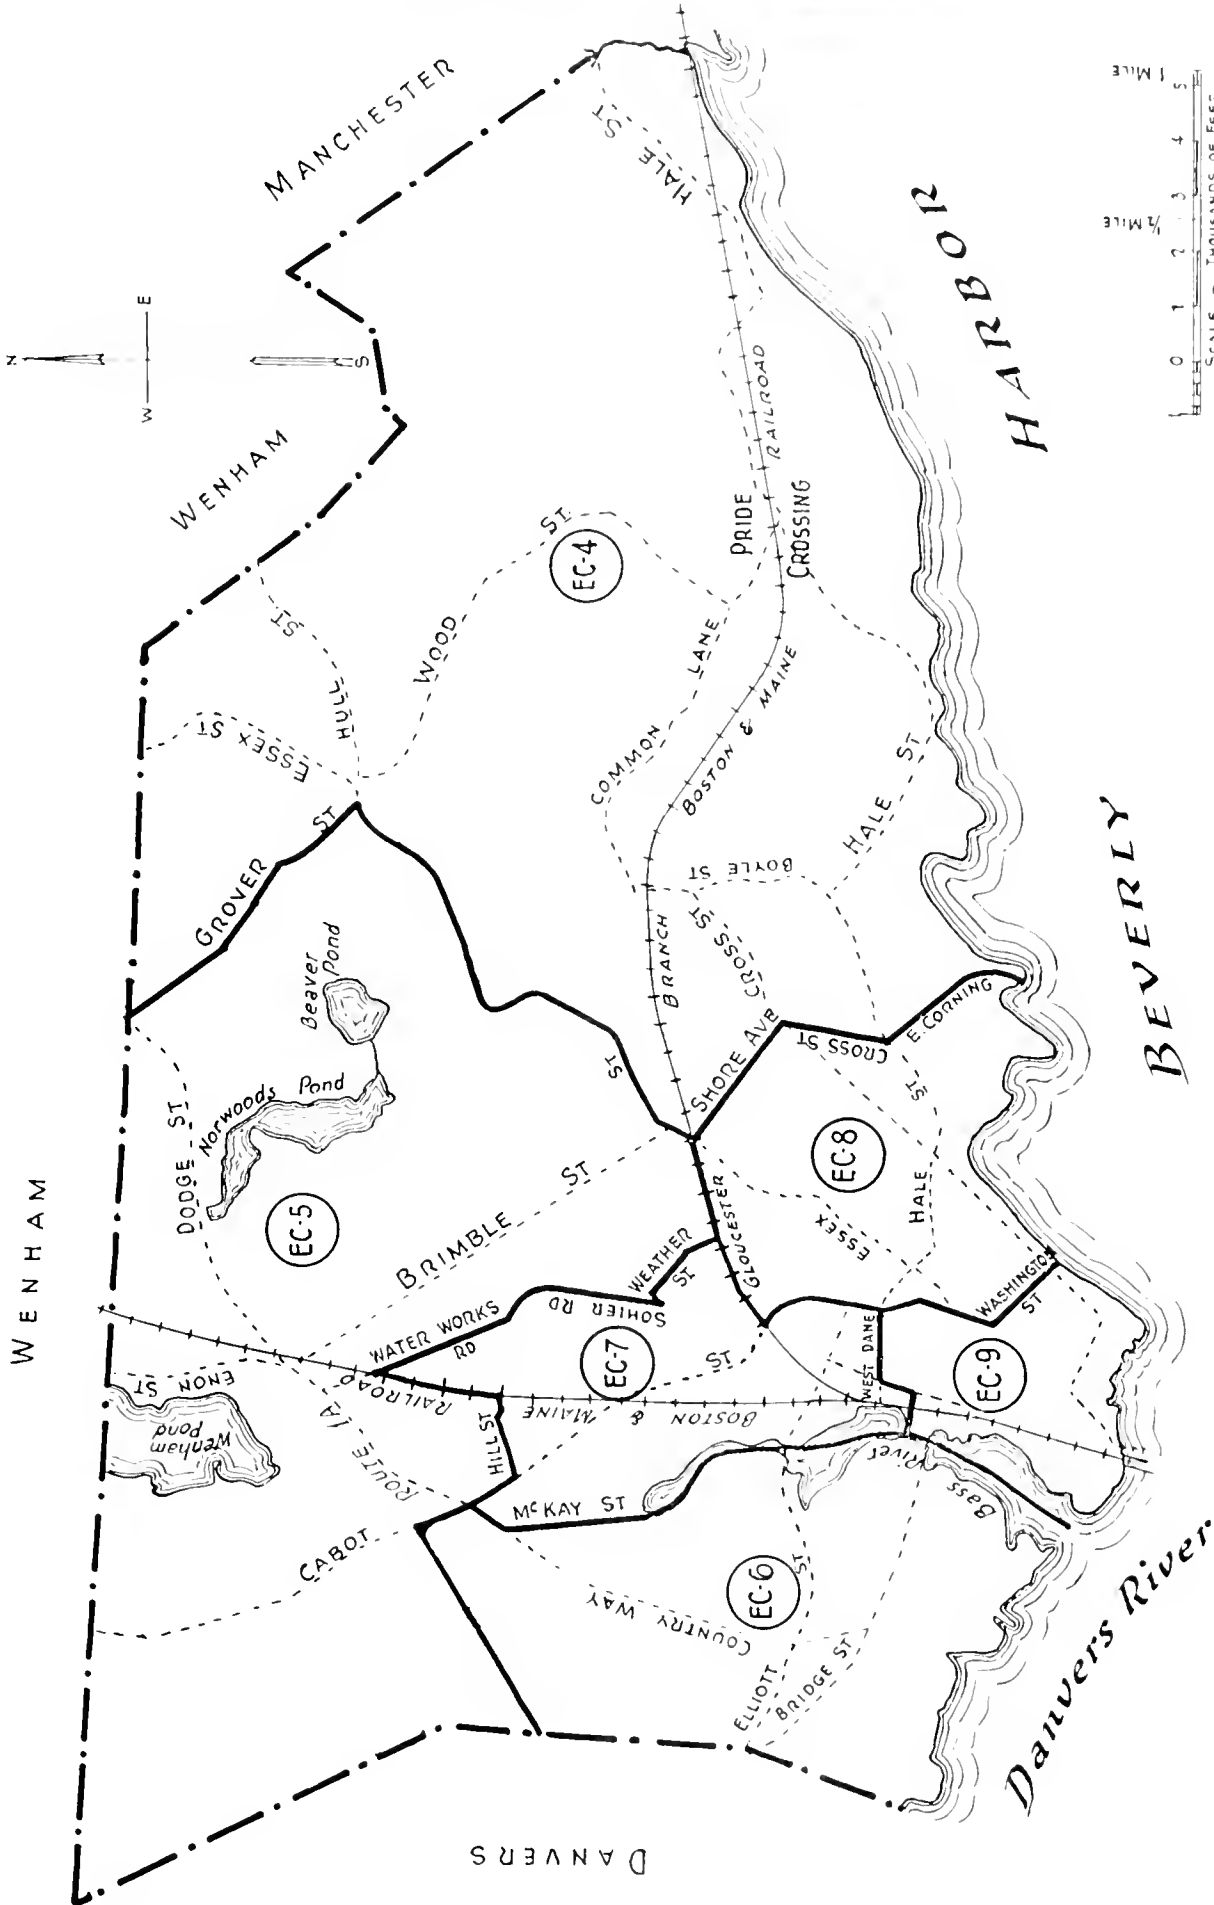 MANCHESTER
N
W E
S
WENHAM
HALE ST
1 MILE
½ MILE
0 1 2 3 4 5
SCALE - THOUSANDS OF FEET
HARBOR
BEVERLY
RAILROAD
PRIDE
CROSSING
EC-4
WOOD ST
HULL ST
ESSEX ST
COMMON LANE
BOSTON & MAINE
HALE ST
BOYLE ST
CROSS ST
BRANCH
GROVER ST
Beaver
Pond
Norwoods Pond
DODGE ST
ST
SHORE AVE
CROSS ST
CROSS ST
E. CORNING
ST
EC-8
HALE
ESSEX
GLOUCESTER
WASHINGTON
ST
WENHAM
EC-5
BRIMBLE ST
WEATHER
ST
SOHIER RD
WATER WORKS
RD
EC-7
ST
WEST DANE
EC-9
ENON ST
Wenham
Pond
RAILROAD
ROUTE 1A
HILL ST
BOSTON & MAINE
MCKAY ST
CABOT
Bass River
EC-6
COUNTRY WAY
ELLIOTT ST
BRIDGE ST
Danvers River
DANVERS